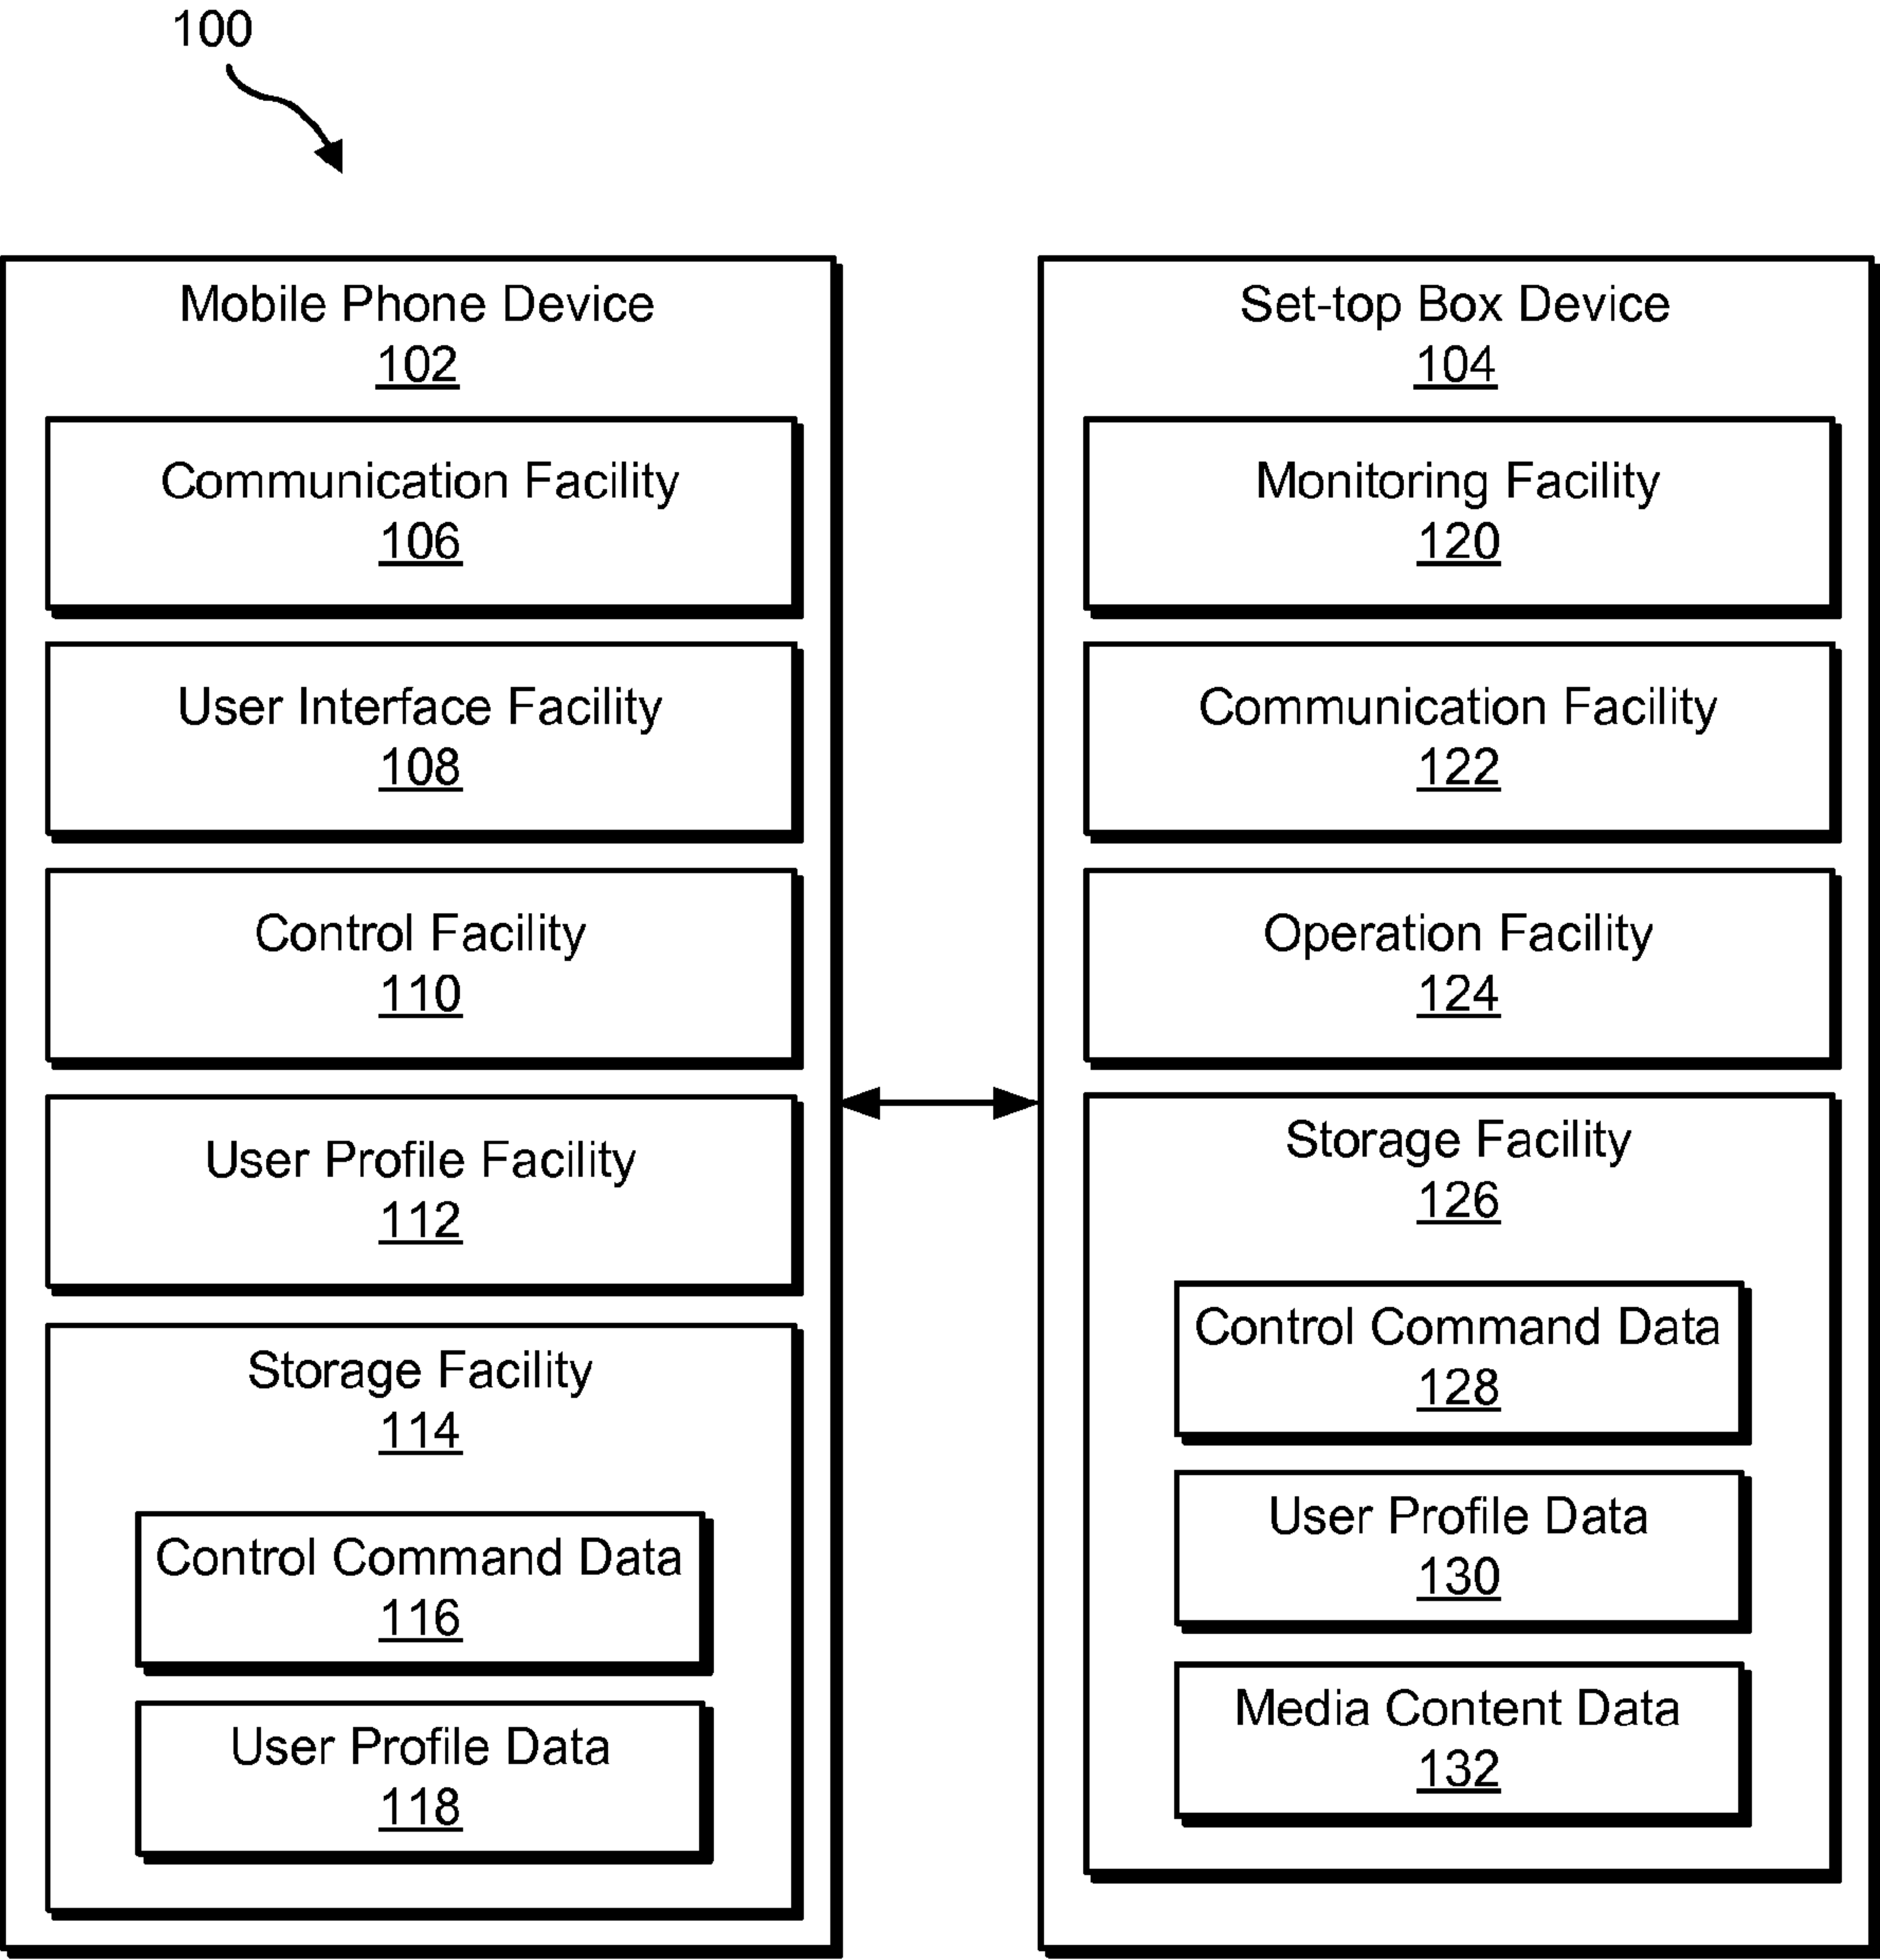 100
Mobile Phone Device
102
Communication Facility
106
User Interface Facility
108
Control Facility
110
User Profile Facility
112
Storage Facility
114
Control Command Data
116
User Profile Data
118
Set-top Box Device
104
Monitoring Facility
120
Communication Facility
122
Operation Facility
124
Storage Facility
126
Control Command Data
128
User Profile Data
130
Media Content Data
132